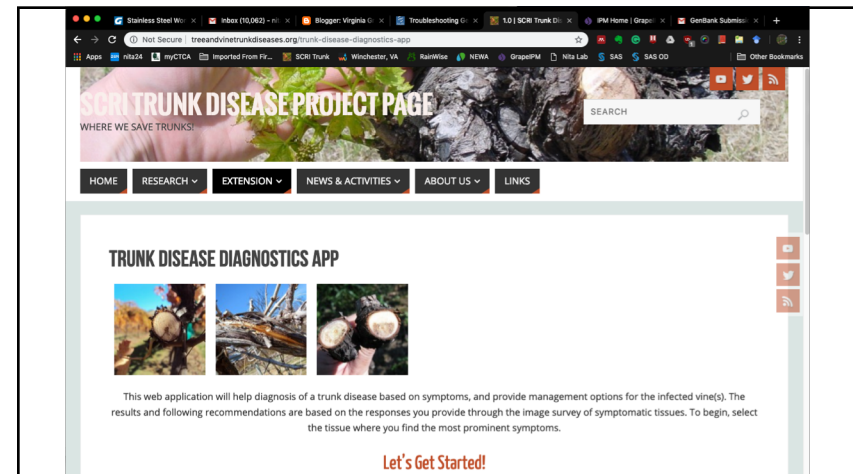 Stainless Steel Wor
Inbox (10,062) – nit
Blogger: Virginia Gr
Troubleshooting Ge
1.0 | SCRI Trunk Dis
IPM Home | Grapei
GenBank Submissi
Not Secure | treeandvinetrunkdiseases.org/trunk-disease-diagnostics-app
Apps nita24 myCTCA Imported From Fir... SCRI Trunk Winchester, VA RainWise NEWA GrapeIPM Nita Lab SAS SAS OD Other Bookmarks
SCRI TRUNK DISEASE PROJECT PAGE
WHERE WE SAVE TRUNKS!
SEARCH
HOME RESEARCH EXTENSION NEWS & ACTIVITIES ABOUT US LINKS
TRUNK DISEASE DIAGNOSTICS APP
This web application will help diagnosis of a trunk disease based on symptoms, and provide management options for the infected vine(s). The
results and following recommendations are based on the responses you provide through the image survey of symptomatic tissues. To begin, select
the tissue where you find the most prominent symptoms.
Let's Get Started!